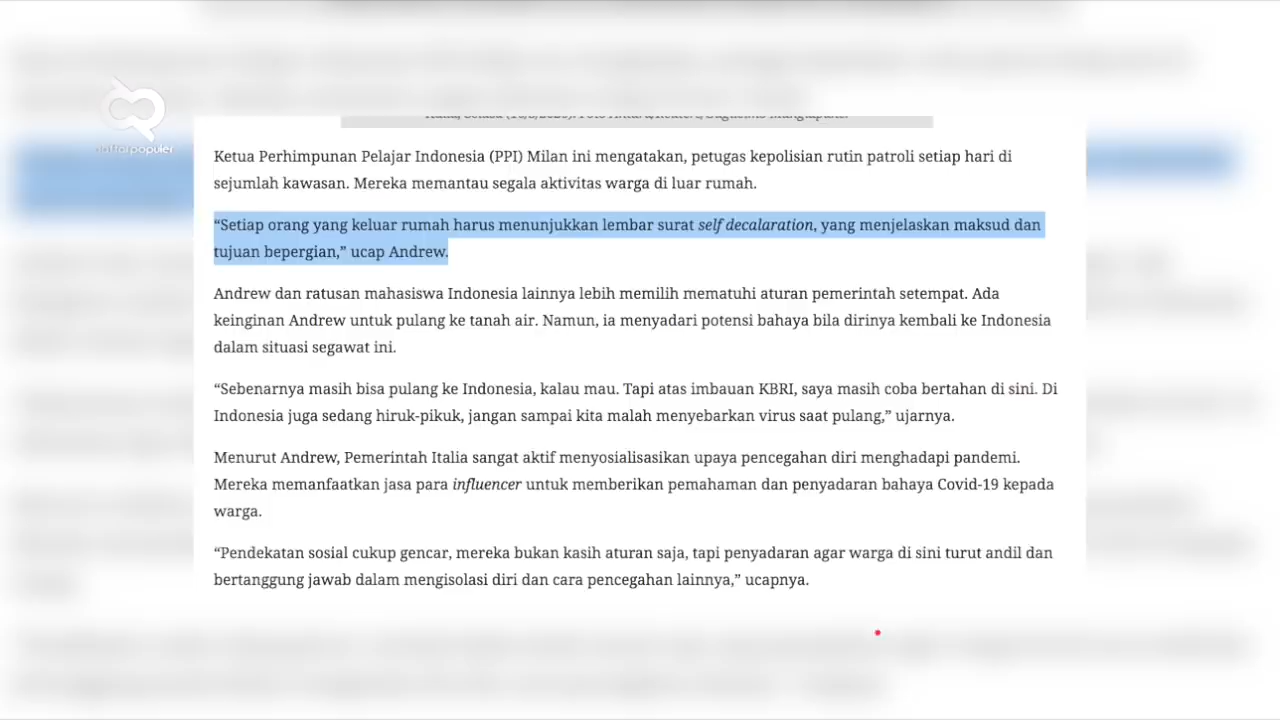 daftarpopuler
Ketua Perhimpunan Pelajar Indonesia (PPI) Milan ini mengatakan, petugas kepolisian rutin patroli setiap hari di
sejumlah kawasan. Mereka memantau segala aktivitas warga di luar rumah.
“Setiap orang yang keluar rumah harus menunjukkan lembar surat self decalaration, yang menjelaskan maksud dan
tujuan bepergian,” ucap Andrew.
Andrew dan ratusan mahasiswa Indonesia lainnya lebih memilih mematuhi aturan pemerintah setempat. Ada
keinginan Andrew untuk pulang ke tanah air. Namun, ia menyadari potensi bahaya bila dirinya kembali ke Indonesia
dalam situasi segawat ini.
“Sebenarnya masih bisa pulang ke Indonesia, kalau mau. Tapi atas imbauan KBRI, saya masih coba bertahan di sini. Di
Indonesia juga sedang hiruk-pikuk, jangan sampai kita malah menyebarkan virus saat pulang,” ujarnya.
Menurut Andrew, Pemerintah Italia sangat aktif menyosialisasikan upaya pencegahan diri menghadapi pandemi.
Mereka memanfaatkan jasa para influencer untuk memberikan pemahaman dan penyadaran bahaya Covid-19 kepada
warga.
“Pendekatan sosial cukup gencar, mereka bukan kasih aturan saja, tapi penyadaran agar warga di sini turut andil dan
bertanggung jawab dalam mengisolasi diri dan cara pencegahan lainnya,” ucapnya.